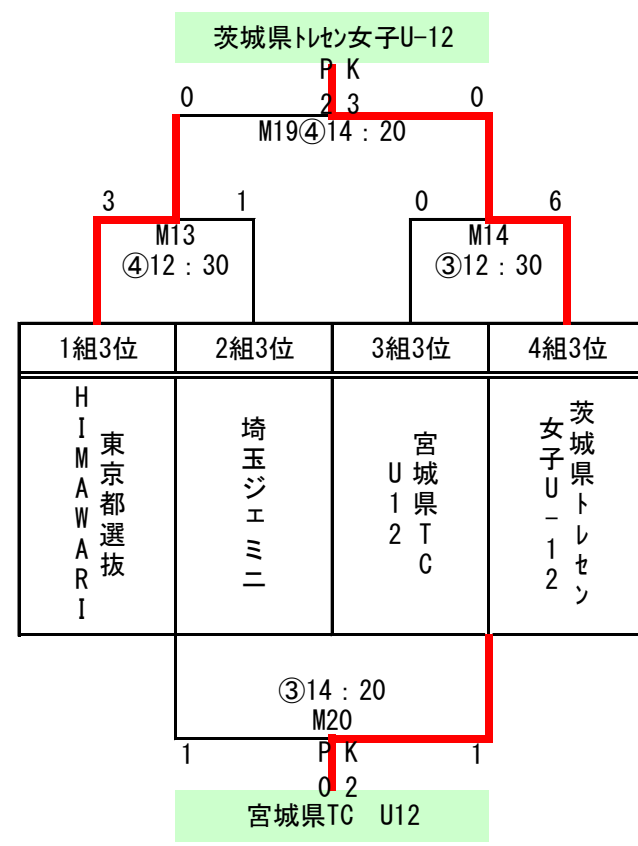 茨城県ﾄﾚｾﾝ女子U-12
P K
2 3
0 0
M19④14：20
3 1 0 6
M13 M14
④12：30 ③12：30
1組3位 2組3位 3組3位 4組3位
東京都選抜
HIMAWARI
埼玉ジェミニ
宮城県TC
U12
茨城県トレセン
女子U-12
③14：20
M20
1 P K 1
0 2
宮城県TC U12